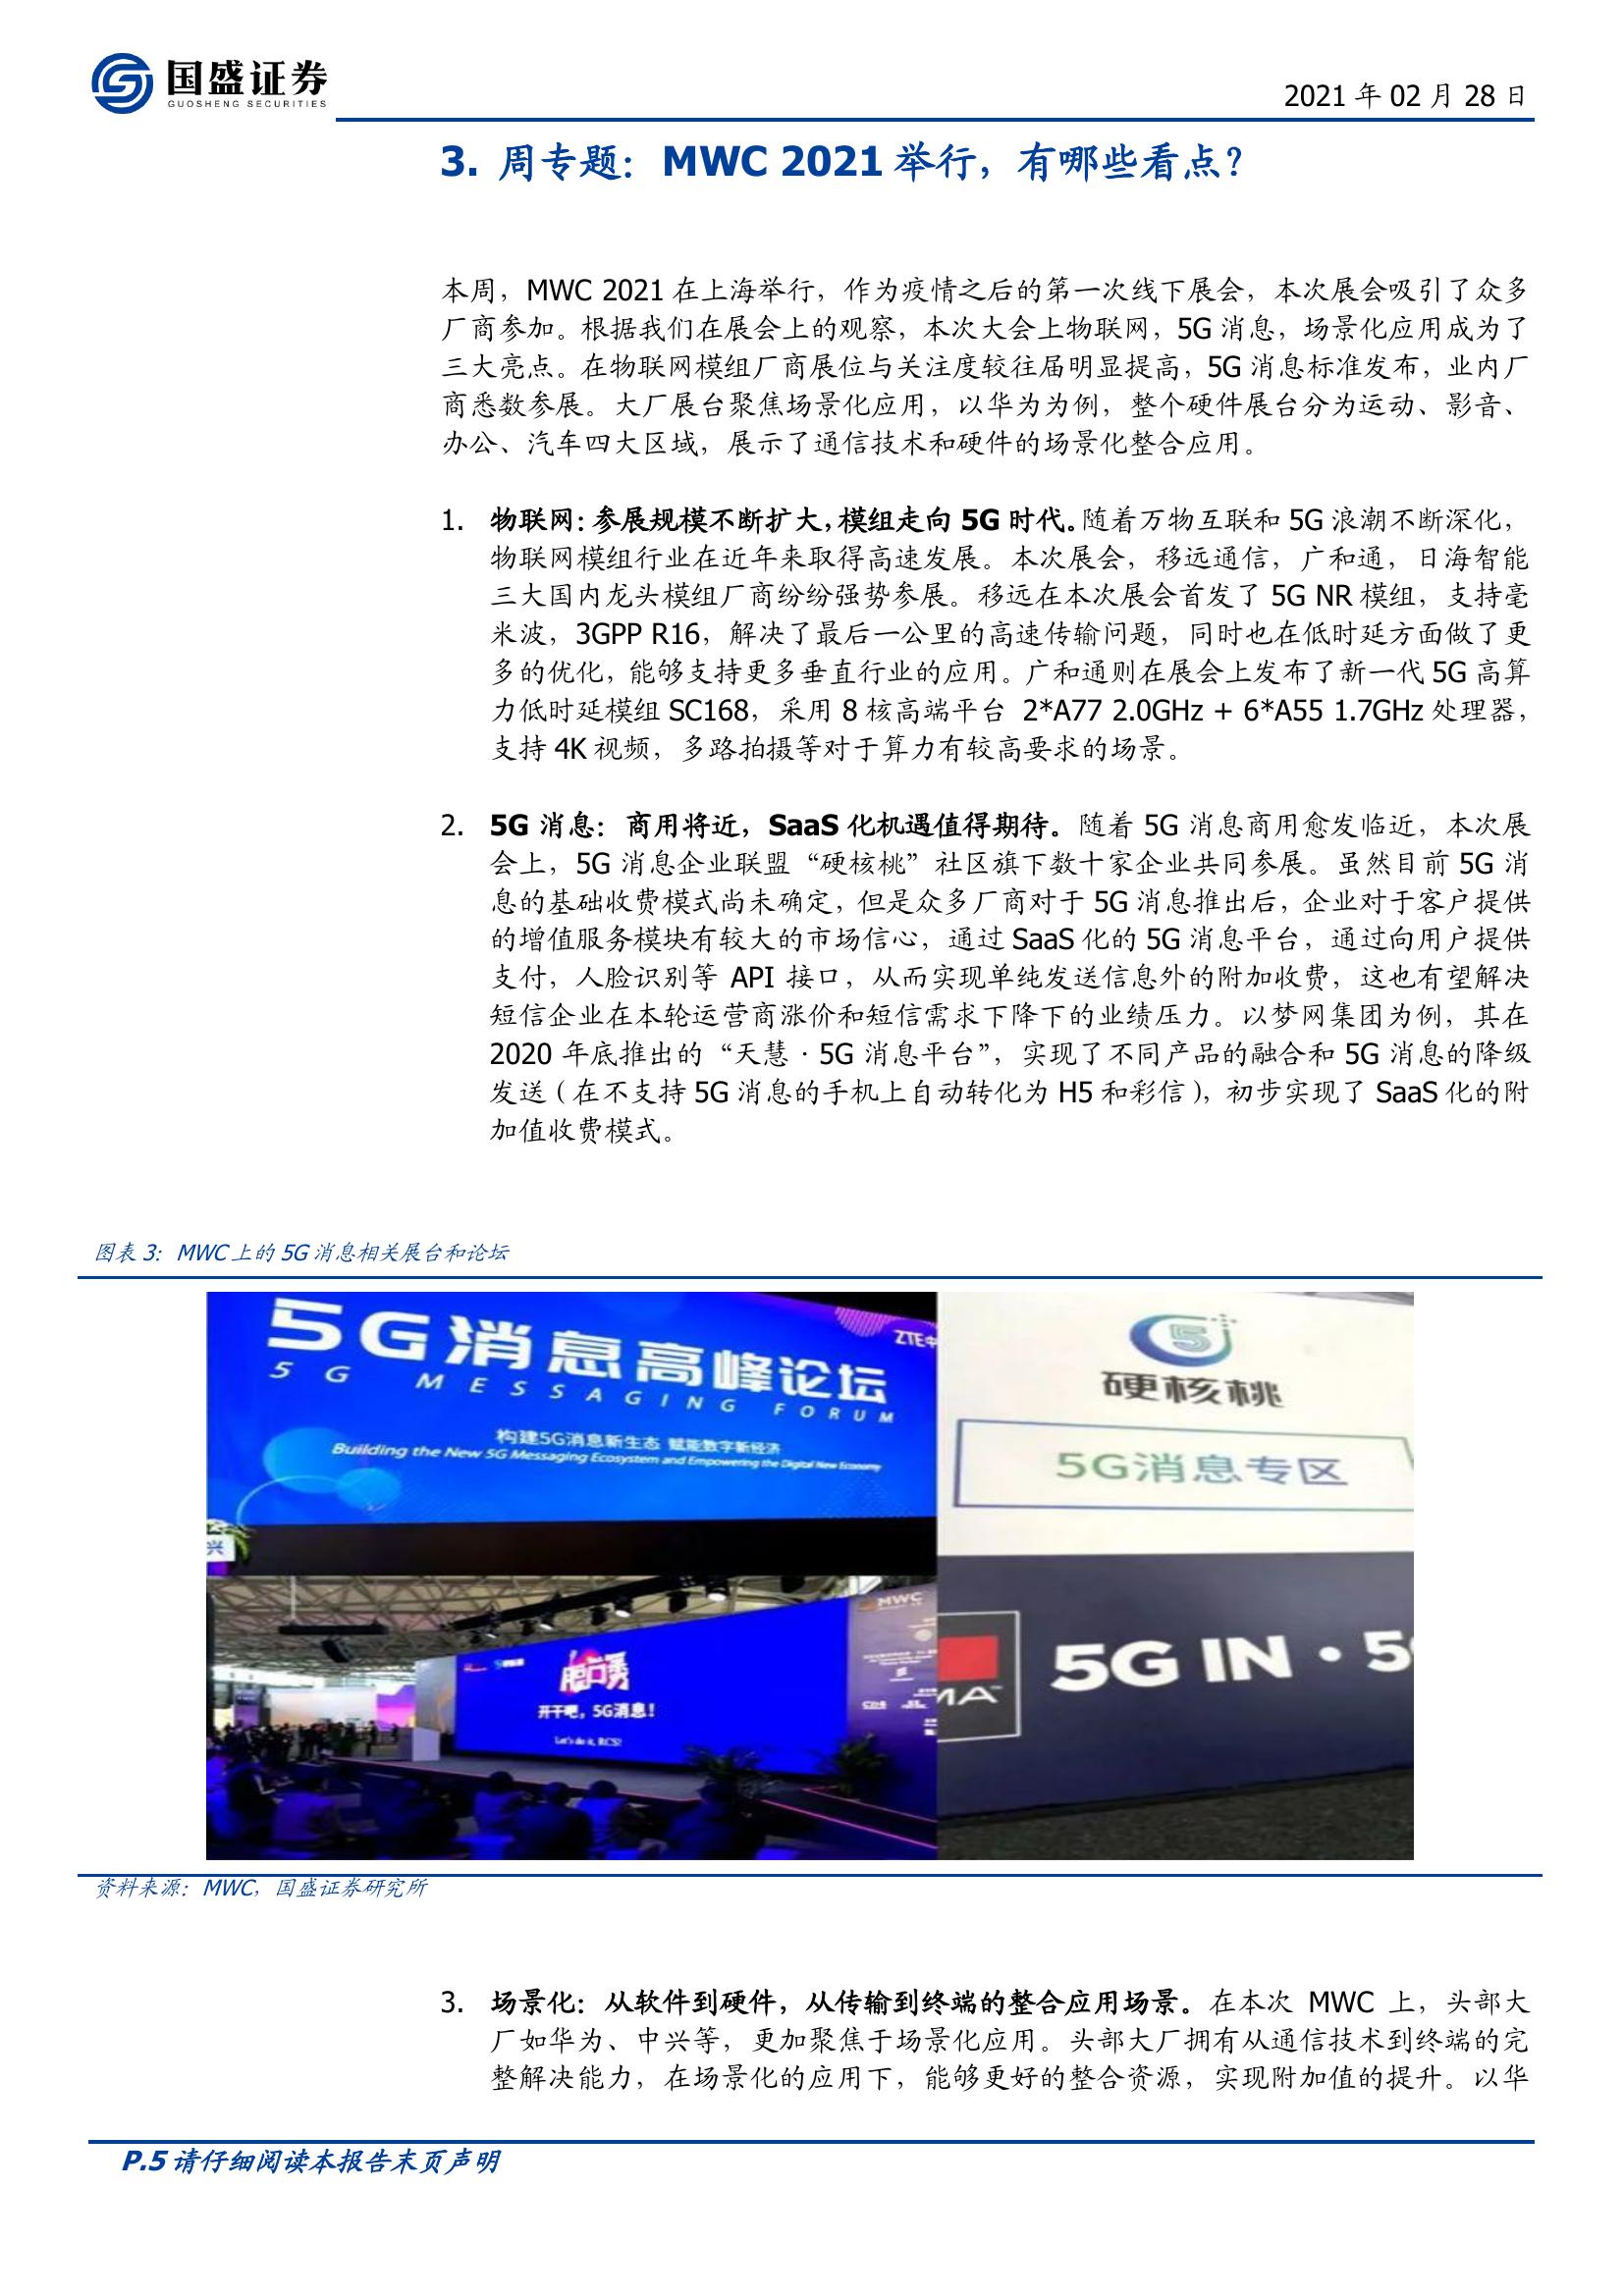 国盛证券
GUOSHENG SECURITIES
2021 年 02 月 28 日
3. 周专题：MWC 2021 举行，有哪些看点？
本周，MWC 2021 在上海举行，作为疫情之后的第一次线下展会，本次展会吸引了众多
厂商参加。根据我们在展会上的观察，本次大会上物联网，5G 消息，场景化应用成为了
三大亮点。在物联网模组厂商展位与关注度较往届明显提高，5G 消息标准发布，业内厂
商悉数参展。大厂展台聚焦场景化应用，以华为为例，整个硬件展台分为运动、影音、
办公、汽车四大区域，展示了通信技术和硬件的场景化整合应用。
1. 物联网：参展规模不断扩大，模组走向 5G 时代。随着万物互联和 5G 浪潮不断深化，
物联网模组行业在近年来取得高速发展。本次展会，移远通信，广和通，日海智能
三大国内龙头模组厂商纷纷强势参展。移远在本次展会首发了 5G NR 模组，支持毫
米波，3GPP R16，解决了最后一公里的高速传输问题，同时也在低时延方面做了更
多的优化，能够支持更多垂直行业的应用。广和通则在展会上发布了新一代 5G 高算
力低时延模组 SC168，采用 8 核高端平台 2*A77 2.0GHz + 6*A55 1.7GHz 处理器，
支持 4K 视频，多路拍摄等对于算力有较高要求的场景。
2. 5G 消息：商用将近，SaaS 化机遇值得期待。随着 5G 消息商用愈发临近，本次展
会上，5G 消息企业联盟“硬核桃”社区旗下数十家企业共同参展。虽然目前 5G 消
息的基础收费模式尚未确定，但是众多厂商对于 5G 消息推出后，企业对于客户提供
的增值服务模块有较大的市场信心，通过 SaaS 化的 5G 消息平台，通过向用户提供
支付，人脸识别等 API 接口，从而实现单纯发送信息外的附加收费，这也有望解决
短信企业在本轮运营商涨价和短信需求下降下的业绩压力。以梦网集团为例，其在
2020 年底推出的“天慧·5G 消息平台”，实现了不同产品的融合和 5G 消息的降级
发送（在不支持 5G 消息的手机上自动转化为 H5 和彩信），初步实现了 SaaS 化的附
加值收费模式。
图表 3：MWC 上的 5G 消息相关展台和论坛
5G消息高峰论坛
ZTE中
5G MESSAGING FORUM
构建5G消息新生态 赋能数字新经济
Building the New 5G Messaging Ecosystem and Empowering the Digital New Economy
兴
5
硬核桃
5G消息专区
MWC
脱口秀
开干吧，5G消息！
Let's do it, RCS!
MA
5G IN · 5G
资料来源：MWC，国盛证券研究所
3. 场景化：从软件到硬件，从传输到终端的整合应用场景。在本次 MWC 上，头部大
厂如华为、中兴等，更加聚焦于场景化应用。头部大厂拥有从通信技术到终端的完
整解决能力，在场景化的应用下，能够更好的整合资源，实现附加值的提升。以华
P.5 请仔细阅读本报告末页声明